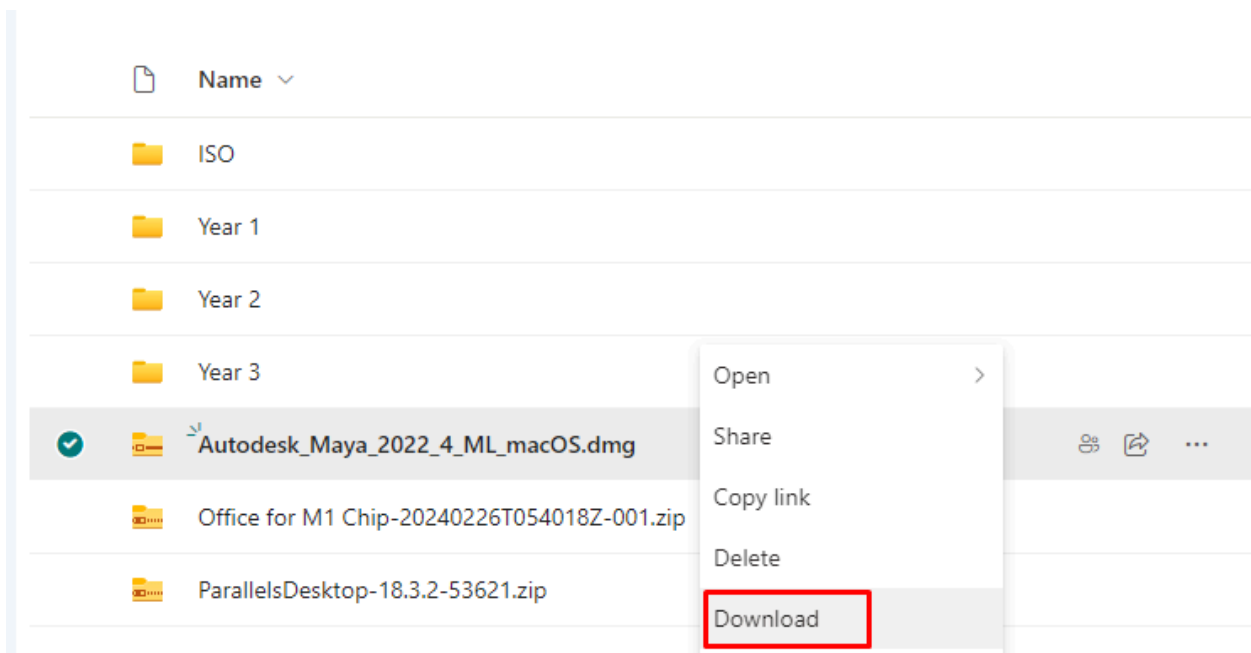 Name
ISO
Year 1
Year 2
Year 3
Autodesk_Maya_2022_4_ML_macOS.dmg
Office for M1 Chip-20240226T054018Z-001.zip
ParallelsDesktop-18.3.2-53621.zip
Open
Share
Copy link
Delete
Download